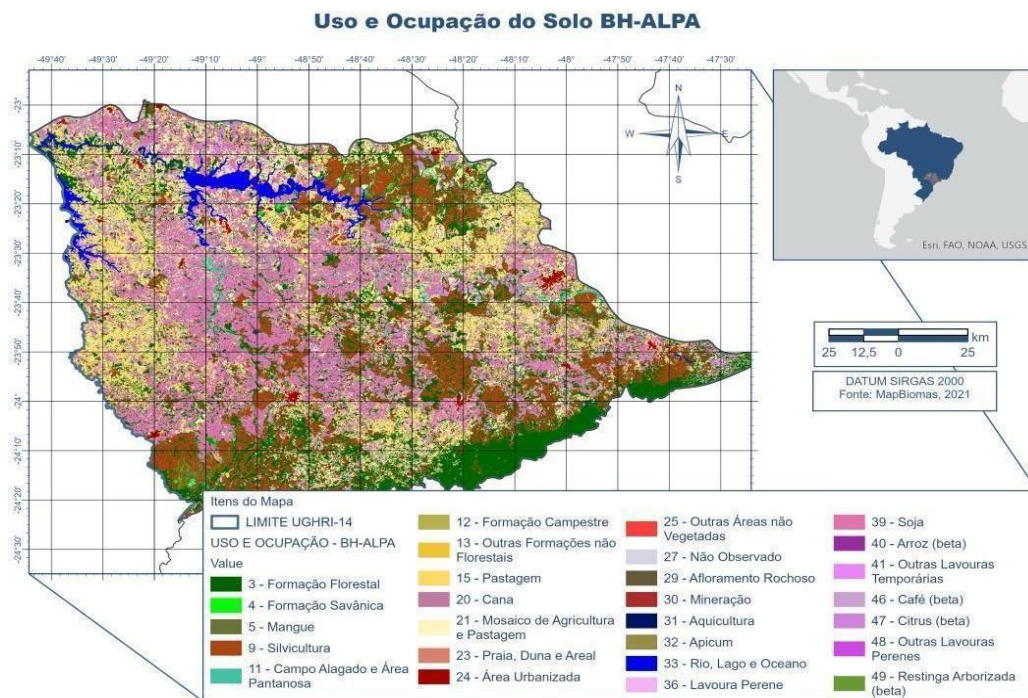 Uso e Ocupação do Solo BH-ALPA
-49°40' -49°30' -49°20' -49°10' -49° -48°50' -48°40' -48°30' -48°20' -48°10' -48° -47°50' -47°40' -47°30'
-23°
-23°10'
-23°20'
-23°30'
-23°40'
-23°50'
-24°
-24°10'
-24°20'
-24°30'
N
W E
S
Esri, FAO, NOAA, USGS
25 12,5 0 25 km
DATUM SIRGAS 2000
Fonte: MapBiomas, 2021
Itens do Mapa
LIMITE UGHRI-14
USO E OCUPAÇÃO - BH-ALPA
Value
3 - Formação Florestal
4 - Formação Savânica
5 - Mangue
9 - Silvicultura
11 - Campo Alagado e Área
Pantanosa
12 - Formação Campestre
13 - Outras Formações não
Florestais
15 - Pastagem
20 - Cana
21 - Mosaico de Agricultura
e Pastagem
23 - Praia, Duna e Areal
24 - Área Urbanizada
25 - Outras Áreas não
Vegetadas
27 - Não Observado
29 - Afloramento Rochoso
30 - Mineração
31 - Aquicultura
32 - Apicum
33 - Rio, Lago e Oceano
36 - Lavoura Perene
39 - Soja
40 - Arroz (beta)
41 - Outras Lavouras
Temporárias
46 - Café (beta)
47 - Citrus (beta)
48 - Outras Lavouras
Perenes
49 - Restinga Arborizada
(beta)